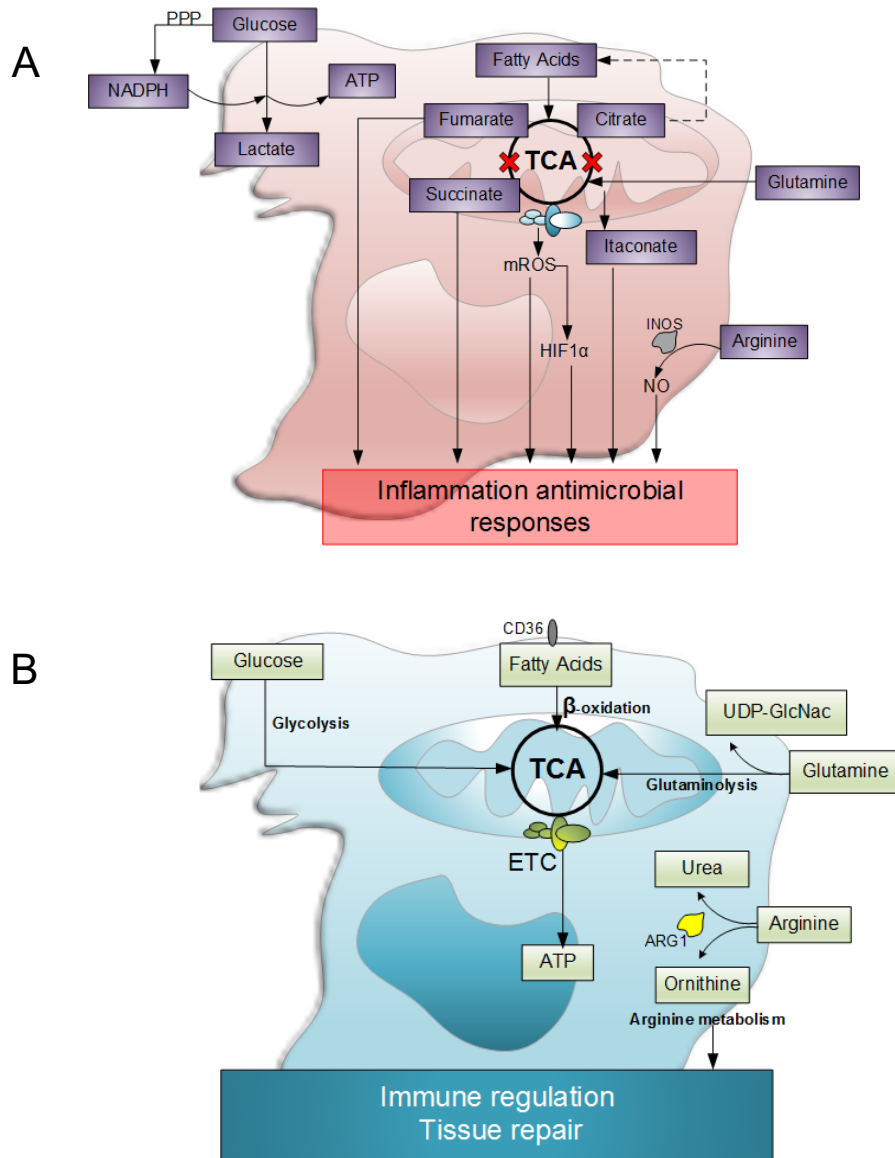 A
PPP
Glucose
NADPH
ATP
Lactate
Fatty Acids
Fumarate
Citrate
TCA
Succinate
Glutamine
Itaconate
mROS
HIF1α
INOS
Arginine
NO
Inflammation antimicrobial
responses
B
CD36
Glucose
Fatty Acids
β-oxidation
Glycolysis
UDP-GlcNac
TCA
Glutaminolysis
Glutamine
ETC
Urea
Arginine
ARG1
ATP
Ornithine
Arginine metabolism
Immune regulation
Tissue repair